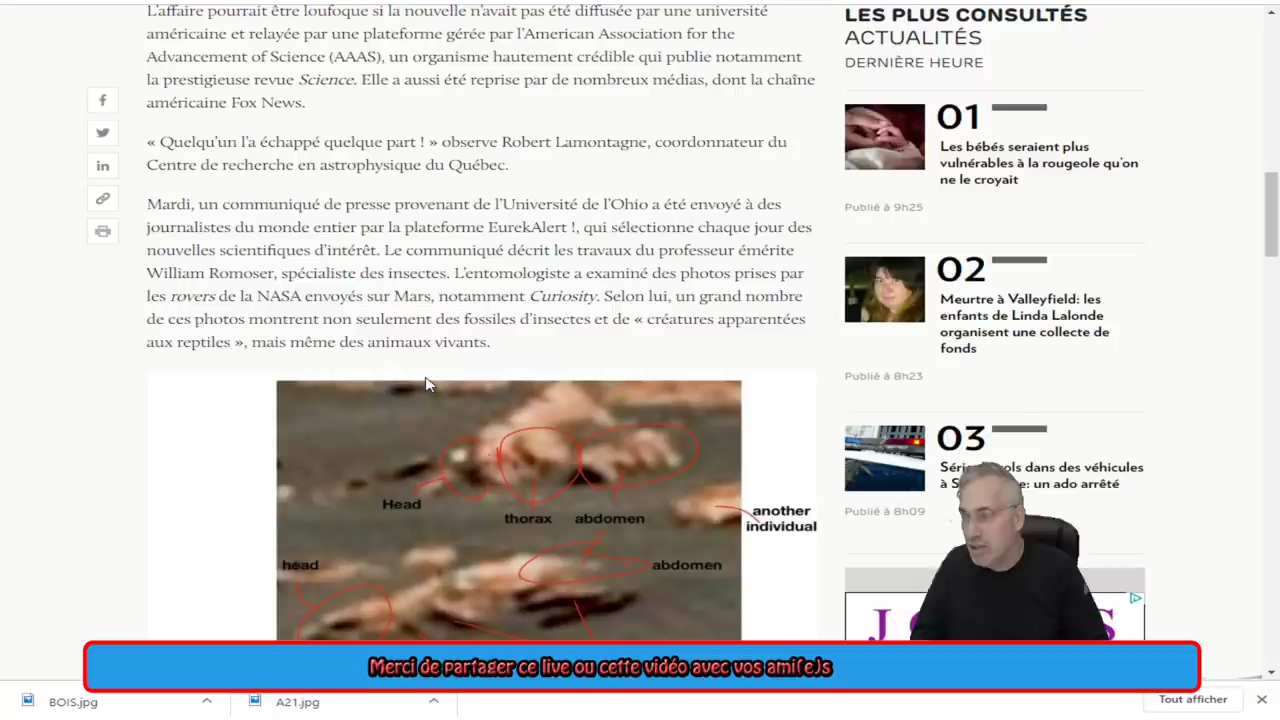 L'affaire pourrait être loufoque si la nouvelle n'avait pas été diffusée par une université
américaine et relayée par une plateforme gérée par l'American Association for the
Advancement of Science (AAAS), un organisme hautement crédible qui publie notamment
la prestigieuse revue Science. Elle a aussi été reprise par de nombreux médias, dont la chaîne
américaine Fox News.
« Quelqu'un l'a échappé quelque part ! » observe Robert Lamontagne, coordonnateur du
Centre de recherche en astrophysique du Québec.
Mardi, un communiqué de presse provenant de l'Université de l'Ohio a été envoyé à des
journalistes du monde entier par la plateforme EurekAlert !, qui sélectionne chaque jour des
nouvelles scientifiques d'intérêt. Le communiqué décrit les travaux du professeur émérite
William Romoser, spécialiste des insectes. L'entomologiste a examiné des photos prises par
les rovers de la NASA envoyés sur Mars, notamment Curiosity. Selon lui, un grand nombre
de ces photos montrent non seulement des fossiles d'insectes et de « créatures apparentées
aux reptiles », mais même des animaux vivants.
Head
thorax
abdomen
another
individual
head
abdomen
LES PLUS CONSULTÉS
ACTUALITÉS
DERNIÈRE HEURE
01
Les bébés seraient plus
vulnérables à la rougeole qu'on
ne le croyait
Publié à 9h25
02
Meurtre à Valleyfield: les
enfants de Linda Lalonde
organisent une collecte de
fonds
Publié à 8h23
03
dans des véhicules
un ado arrêté
Publié à 8h09
Merci de partager ce live ou cette vidéo avec vos ami(e)s
BOIS.jpg
A21.jpg
Tout afficher